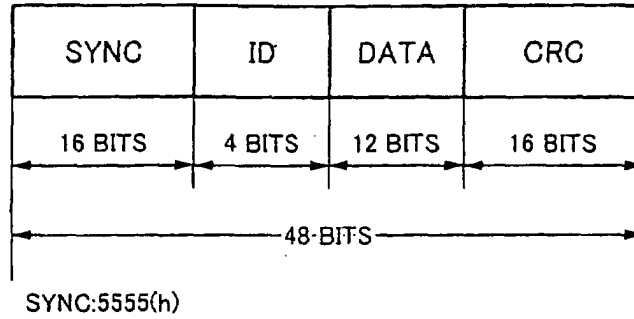 SYNC ID DATA CRC
16 BITS 4 BITS 12 BITS 16 BITS
48-BITS
SYNC:5555(h)